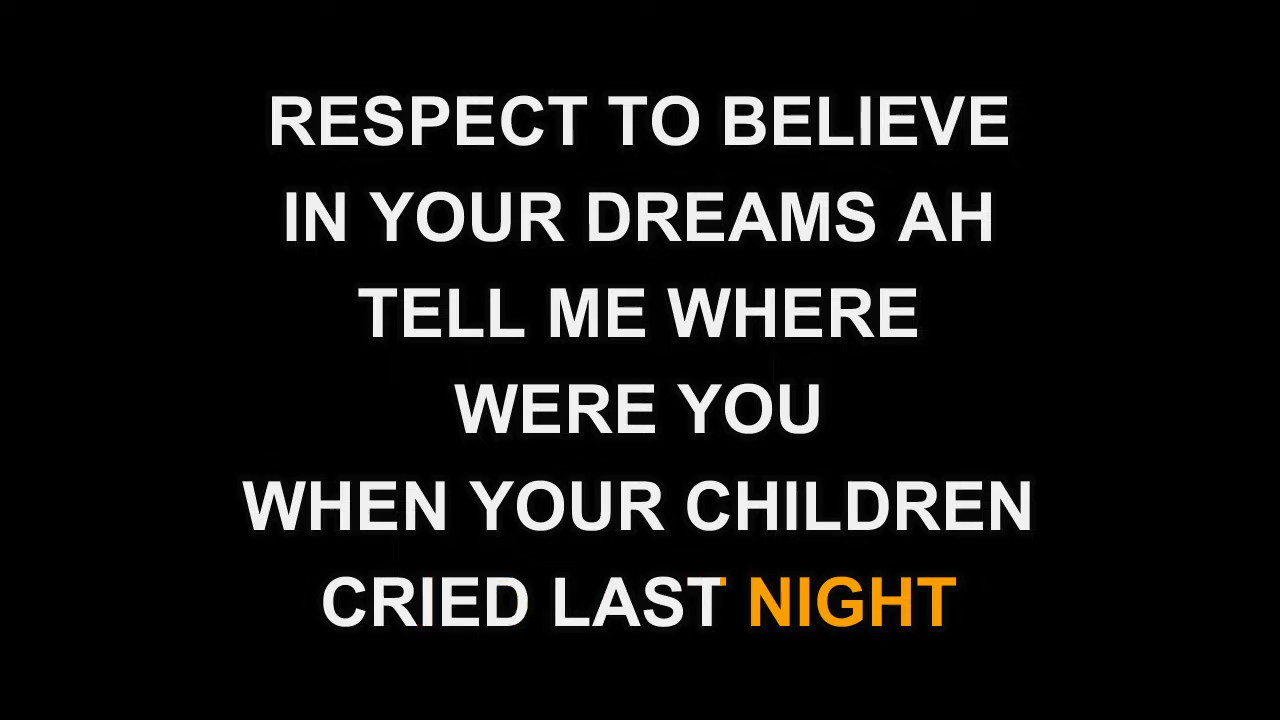 RESPECT TO BELIEVE
IN YOUR DREAMS AH
TELL ME WHERE
WERE YOU
WHEN YOUR CHILDREN
CRIED LAST NIGHT